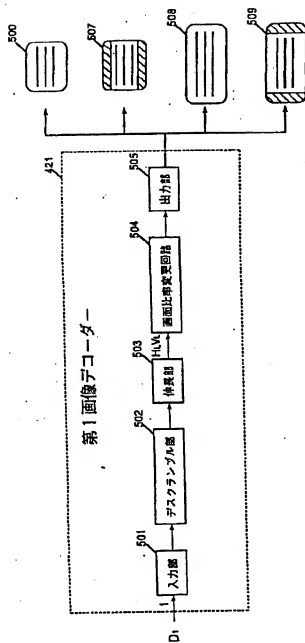 421
第1画像デコーダー
D₁
1
501
入力部
502
デスクランブル部
503
伸長部
HLVL
504
画面比率変更回路
505
出力部
500
507
508
509